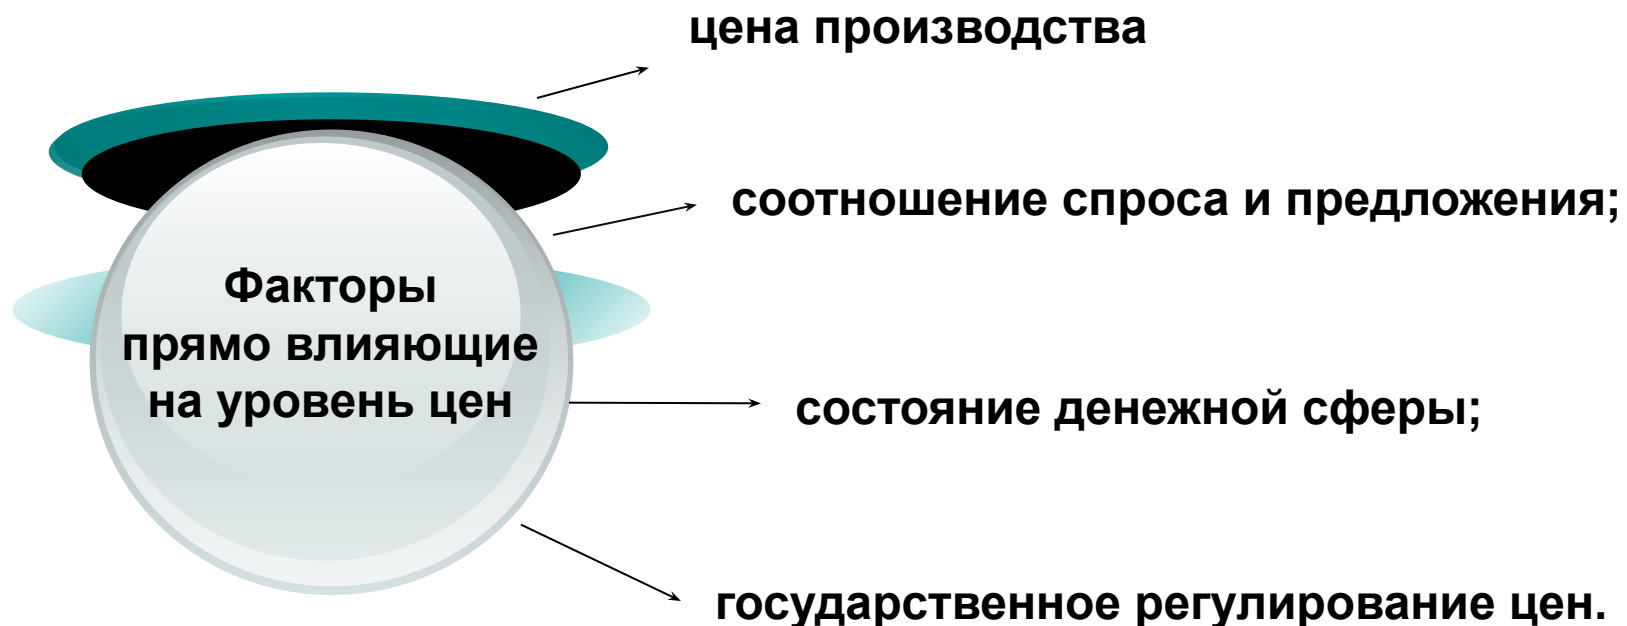 цена производства
соотношение спроса и предложения;
Факторы
прямо влияющие
на уровень цен
состояние денежной сферы;
государственное регулирование цен.